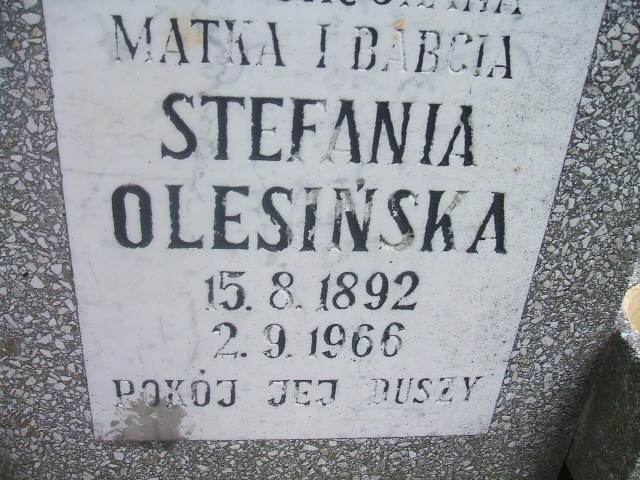 MATKA I BABCIA
STEFANIA
OLESIŃSKA
15.8.1892
2.9.1966
POKÓJ JEJ DUSZY